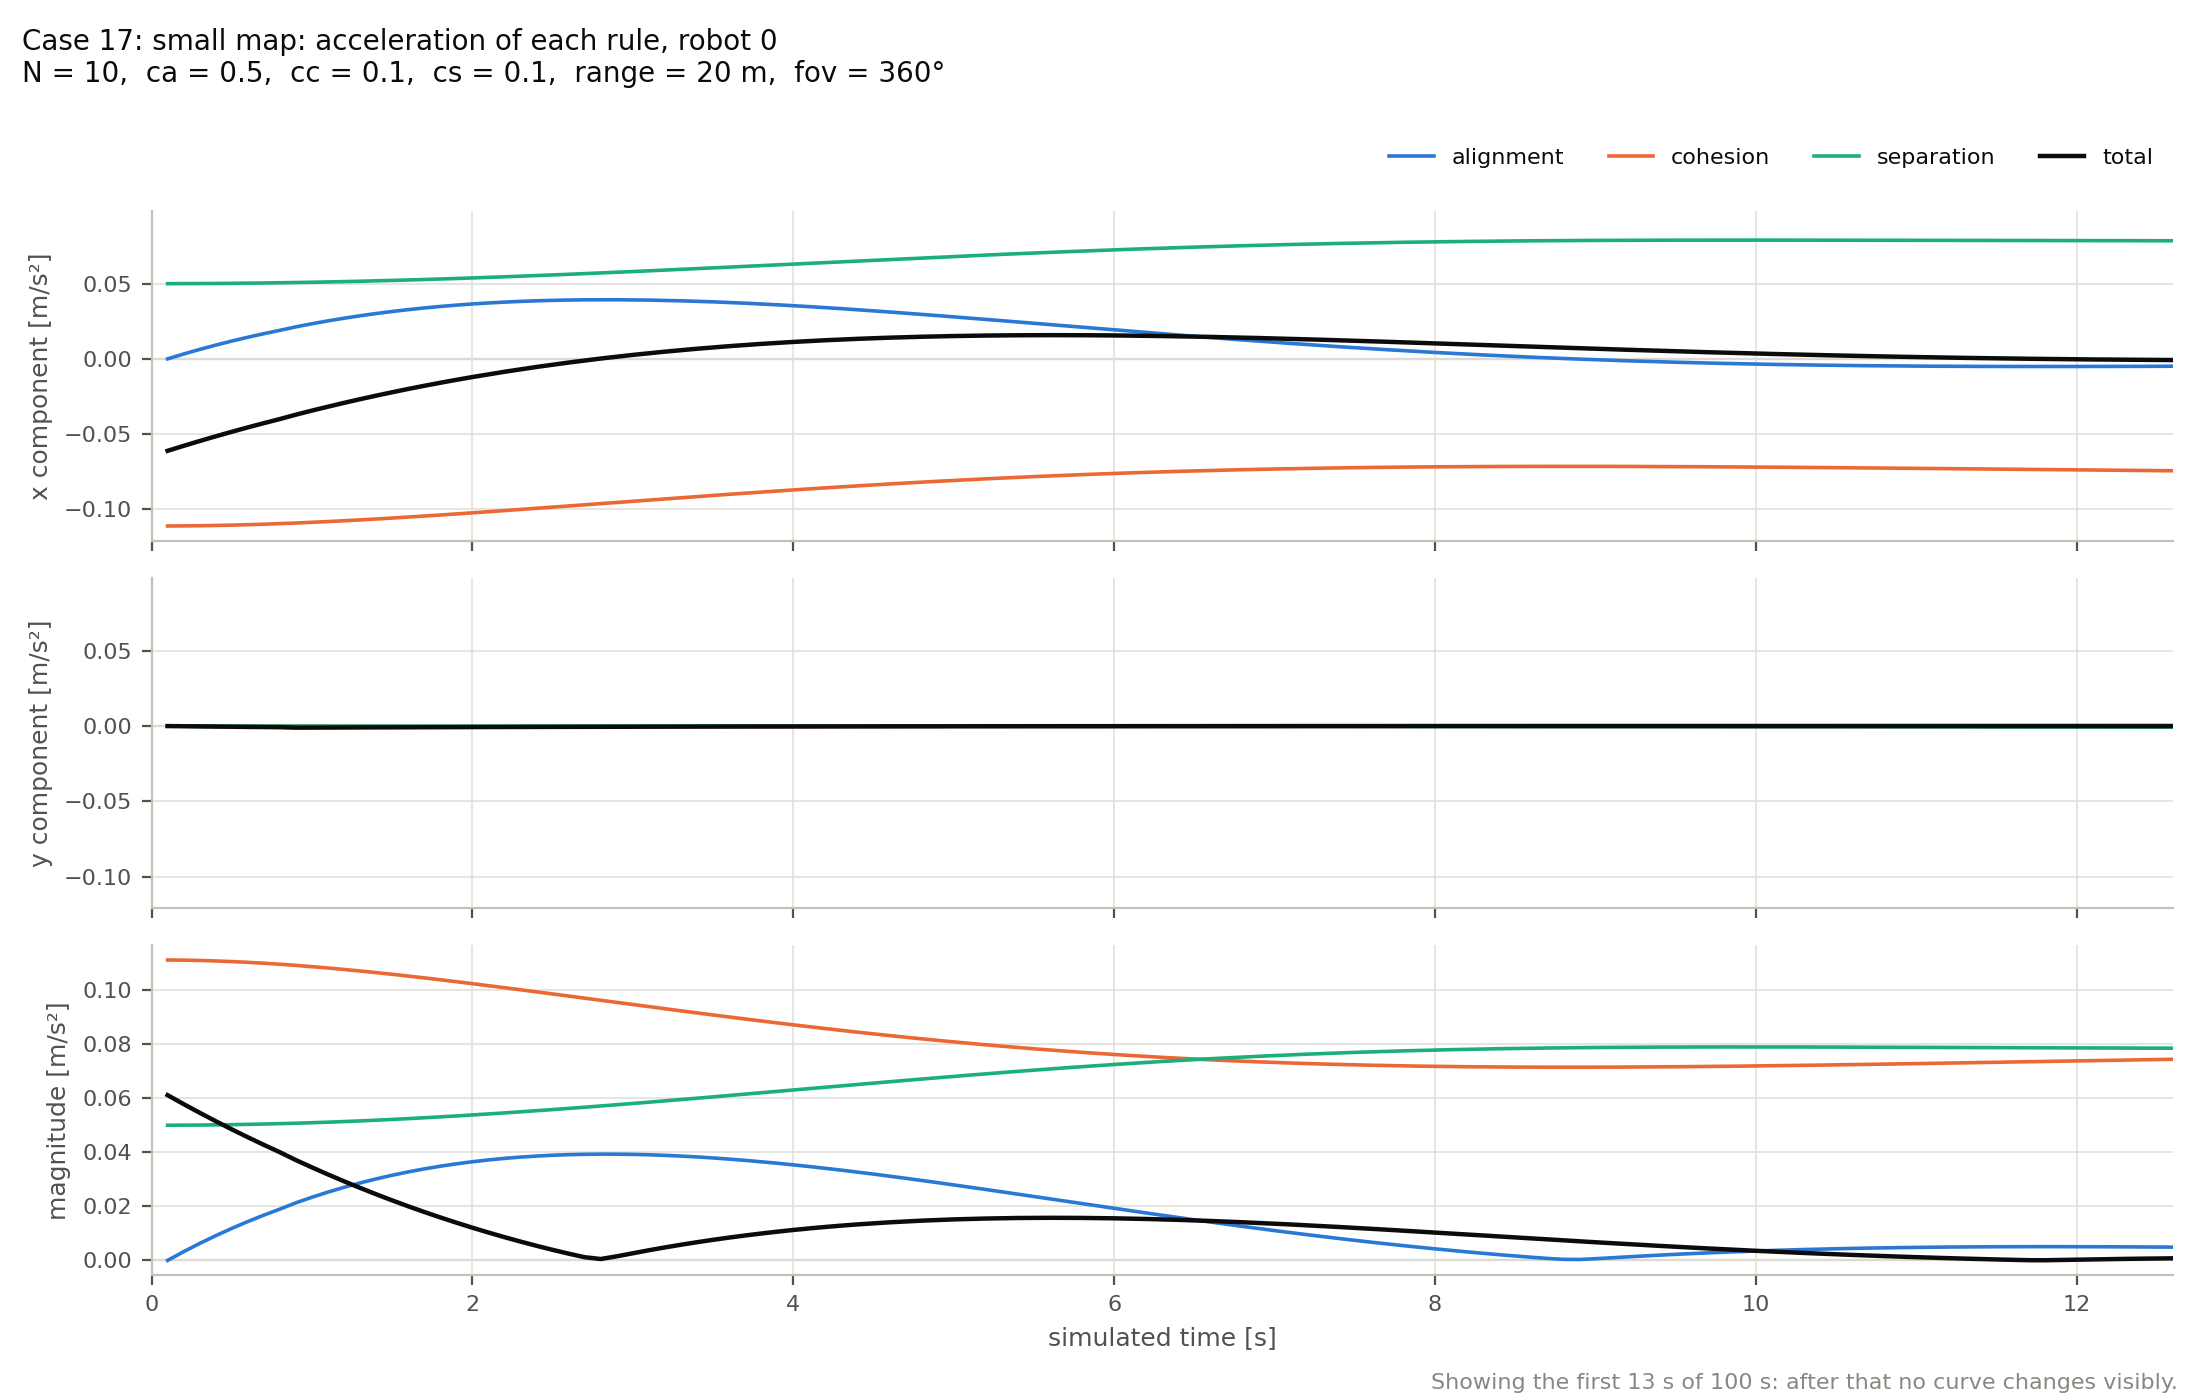 Case 17: small map: acceleration of each rule, robot 0
N = 10,  ca = 0.5,  cc = 0.1,  cs = 0.1,  range = 20 m,  fov = 360°
alignment cohesion separation total
x component [m/s²]
0.05
0.00
−0.05
−0.10
y component [m/s²]
0.05
0.00
−0.05
−0.10
magnitude [m/s²]
0.10
0.08
0.06
0.04
0.02
0.00
0 2 4 6 8 10 12
simulated time [s]
Showing the first 13 s of 100 s: after that no curve changes visibly.